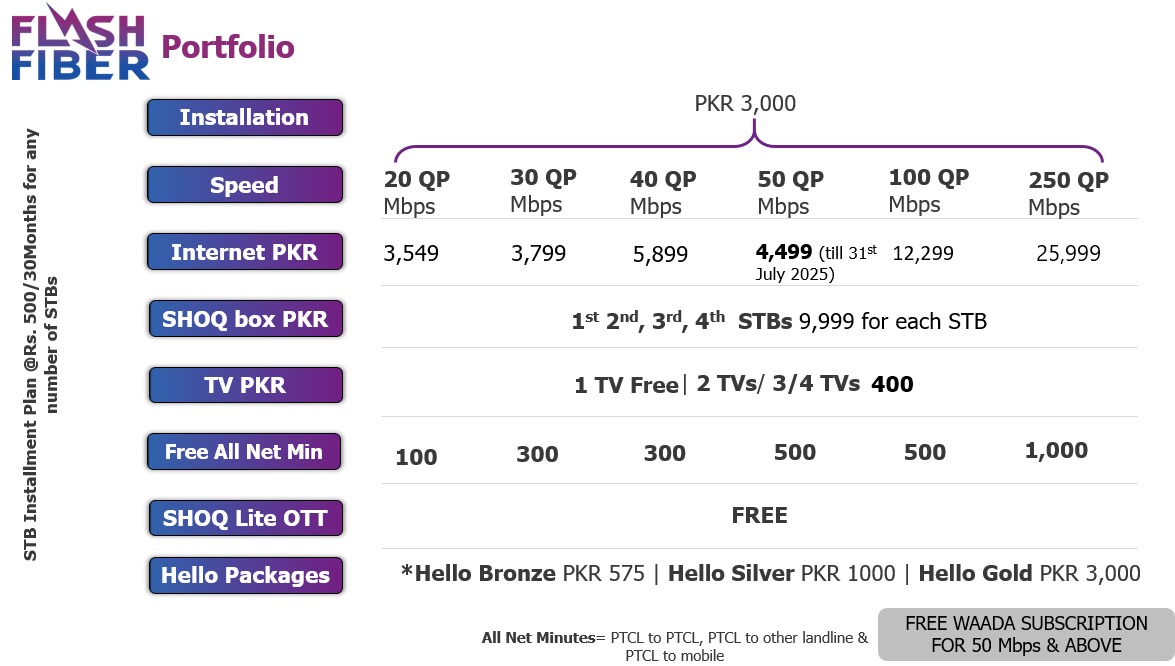 FLASH
FIBER
Portfolio
STB Installment Plan @Rs. 500/30Months for any
number of STBs
Installation
PKR 3,000
Speed
20 QP 30 QP 40 QP 50 QP 100 QP 250 QP
Mbps Mbps Mbps Mbps Mbps Mbps
Internet PKR
3,549 3,799 5,899 4,499 (till 31st 12,299 25,999
July 2025)
SHOQ box PKR
1st 2nd, 3rd, 4th STBs 9,999 for each STB
TV PKR
1 TV Free| 2 TVs/ 3/4 TVs 400
Free All Net Min
100 300 300 500 500 1,000
SHOQ Lite OTT
FREE
Hello Packages
*Hello Bronze PKR 575 | Hello Silver PKR 1000 | Hello Gold PKR 3,000
All Net Minutes= PTCL to PTCL, PTCL to other landline &
PTCL to mobile
FREE WAADA SUBSCRIPTION
FOR 50 Mbps & ABOVE